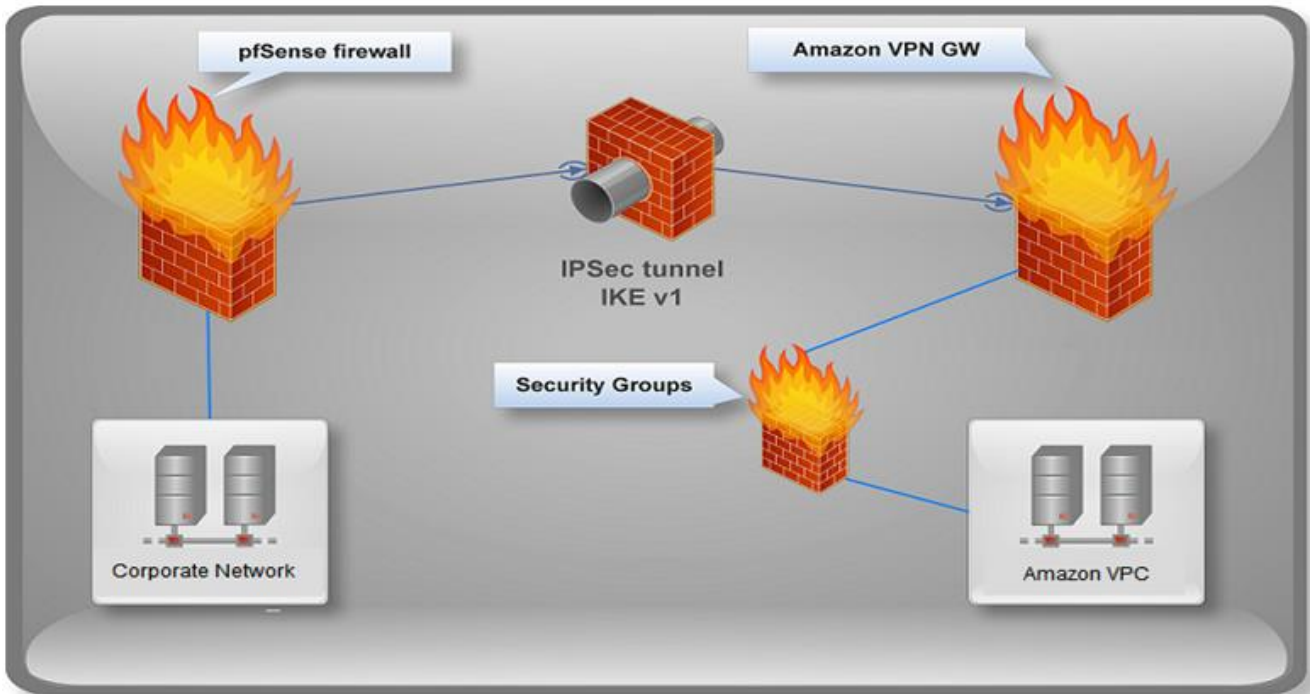 pfSense firewall
Amazon VPN GW
IPSec tunnel
IKE v1
Security Groups
Corporate Network
Amazon VPC